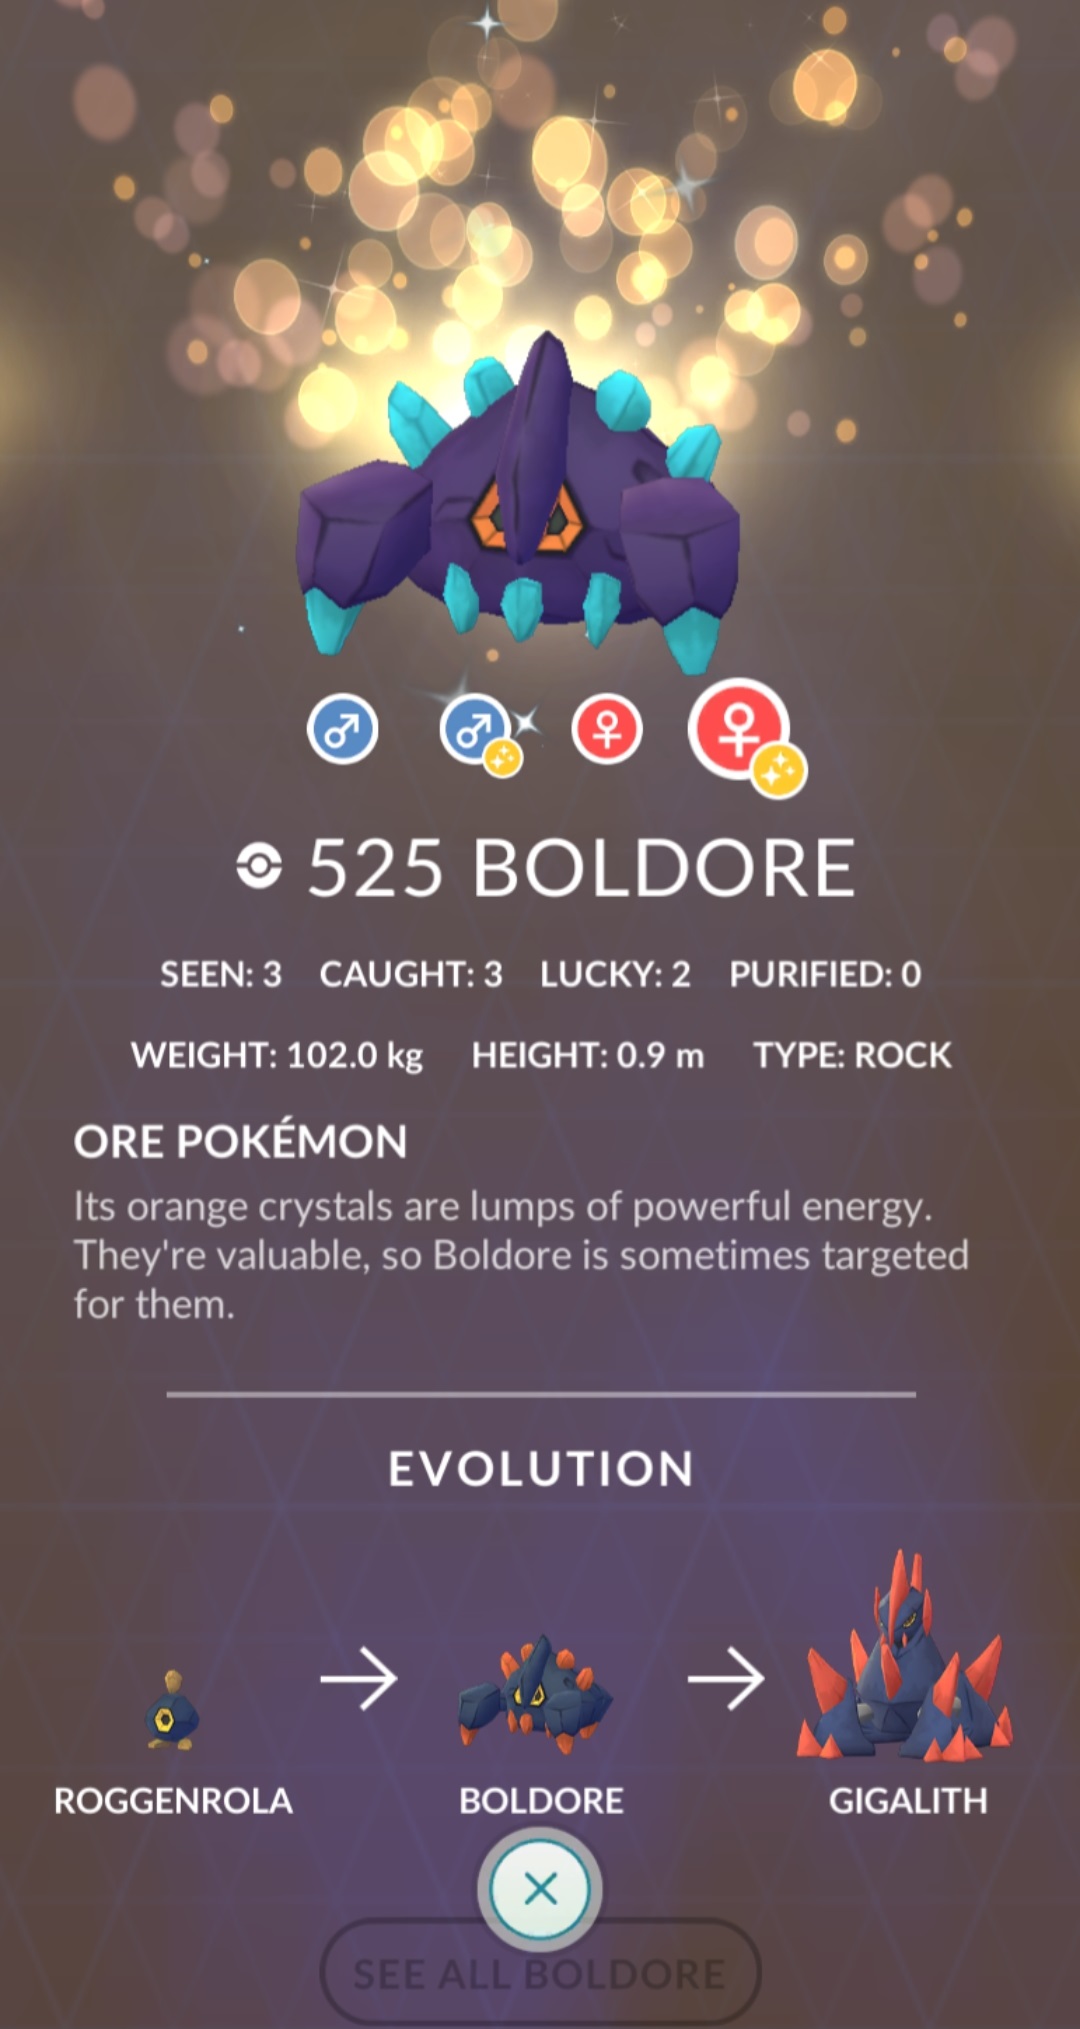 525 BOLDORE
SEEN: 3 CAUGHT: 3 LUCKY: 2 PURIFIED: 0
WEIGHT: 102.0 kg HEIGHT: 0.9 m TYPE: ROCK
ORE POKÉMON
Its orange crystals are lumps of powerful energy.
They're valuable, so Boldore is sometimes targeted
for them.
EVOLUTION
ROGGENROLA BOLDORE GIGALITH
SEE ALL BOLDORE